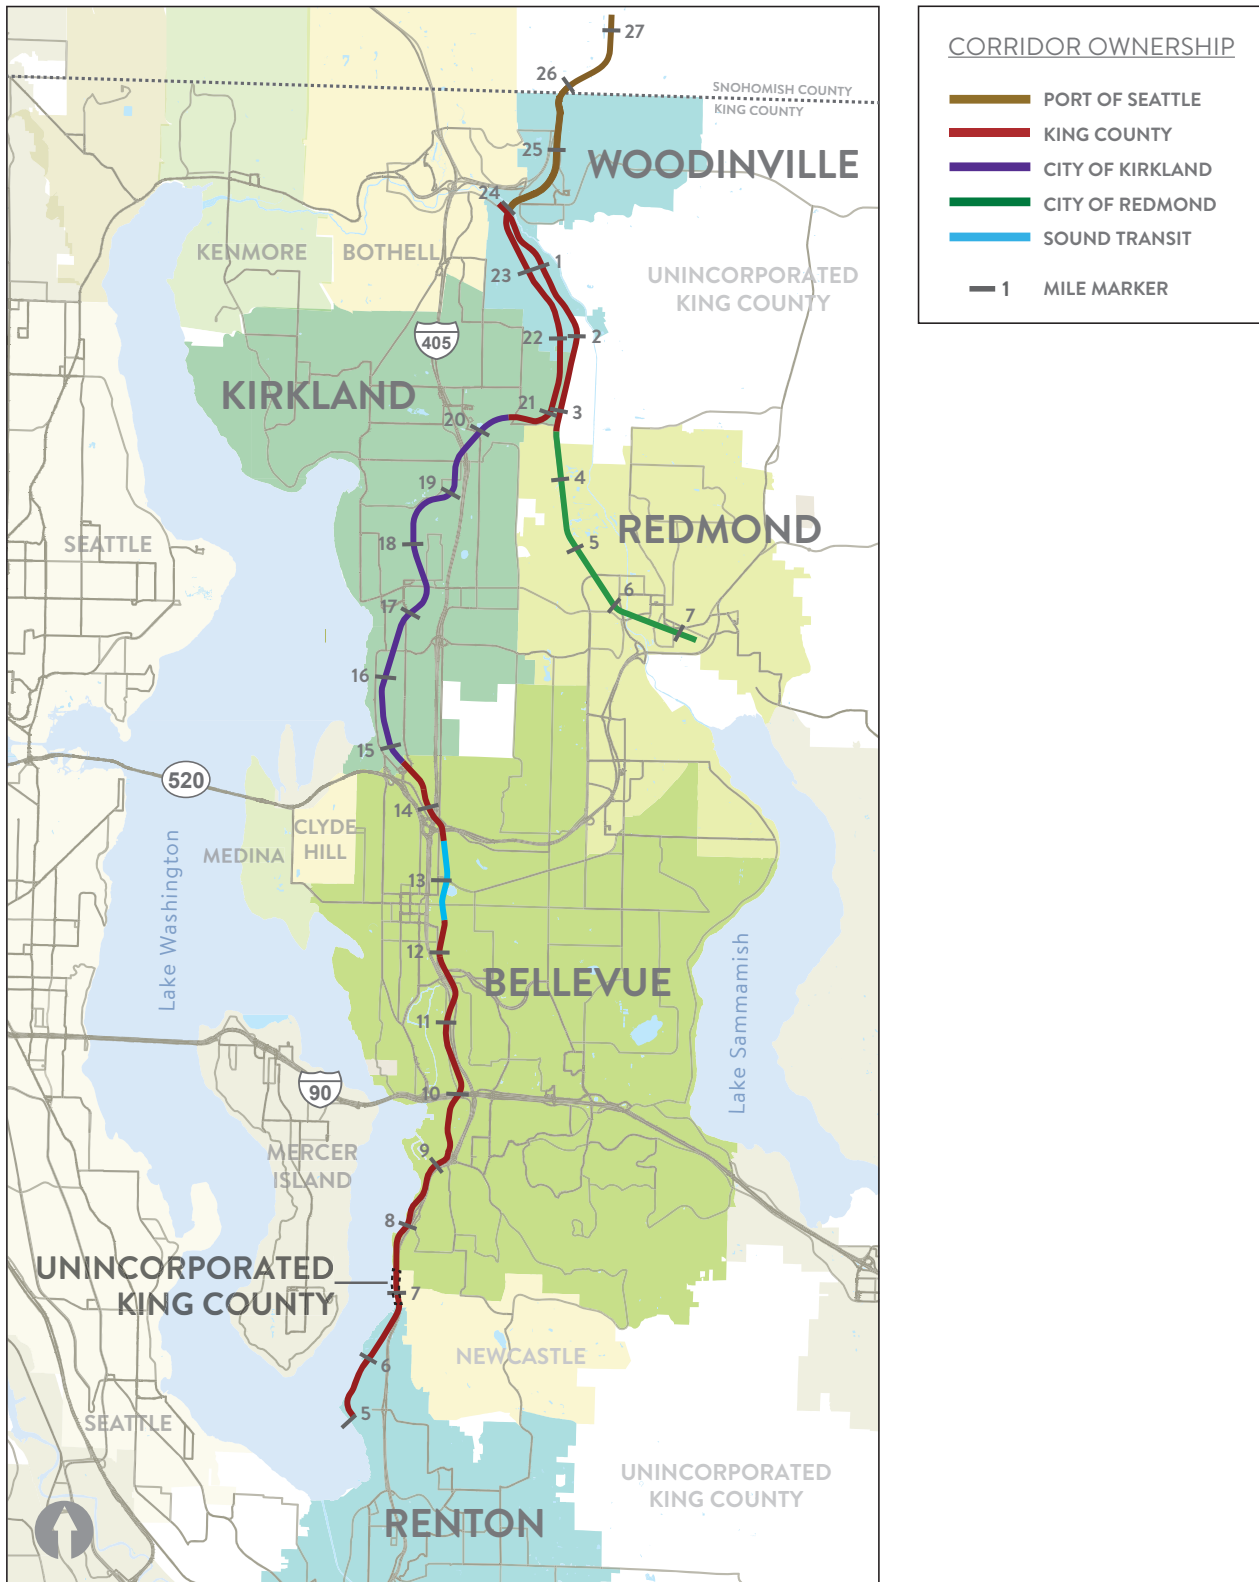 27
26
SNOHOMISH COUNTY
KING COUNTY
25
WOODINVILLE
24
KENMORE
BOTHELL
23
1
UNINCORPORATED
KING COUNTY
405
22
2
KIRKLAND
21
3
20
4
19
REDMOND
SEATTLE
18
5
17
6
7
16
15
520
14
CLYDE
HILL
MEDINA
13
Lake Washington
12
BELLEVUE
11
Lake Sammamish
90
10
MERCER
ISLAND
9
8
UNINCORPORATED
KING COUNTY
7
NEWCASTLE
6
5
SEATTLE
UNINCORPORATED
KING COUNTY
RENTON
CORRIDOR OWNERSHIP
PORT OF SEATTLE
KING COUNTY
CITY OF KIRKLAND
CITY OF REDMOND
SOUND TRANSIT
1 MILE MARKER